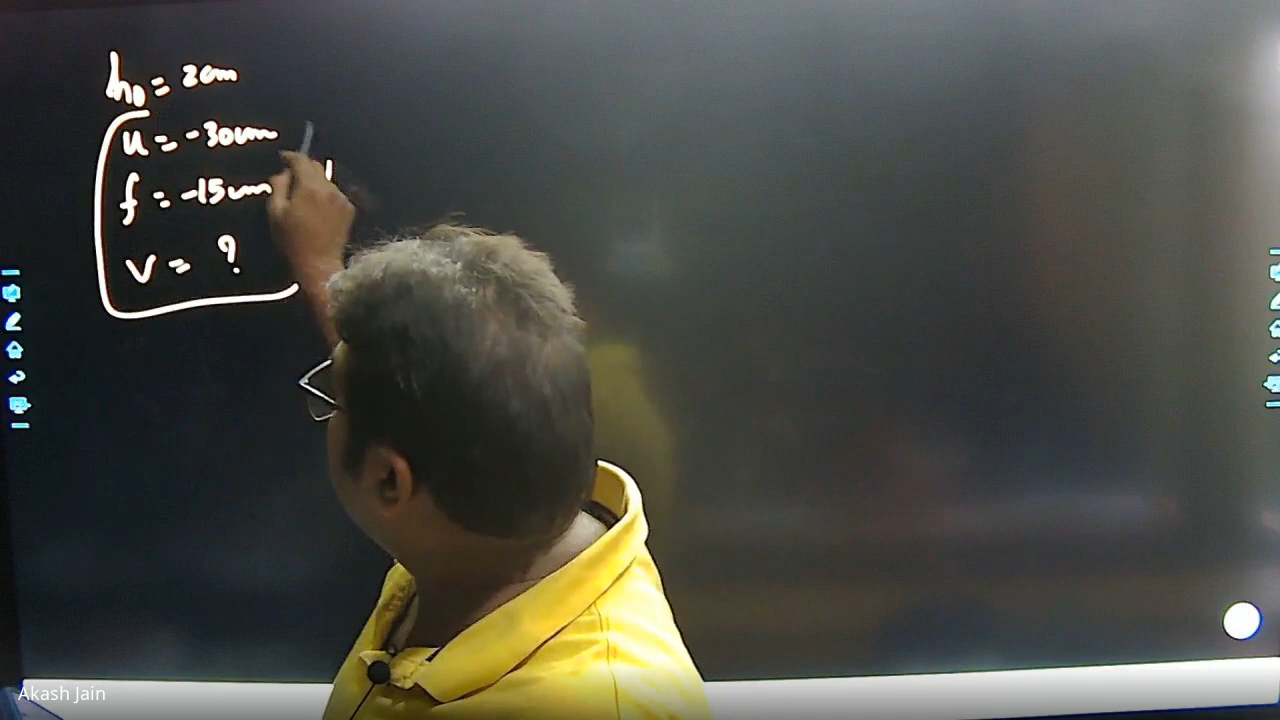 h₀ = 2cm
u = -30cm
f = -15cm
v = ?
Akash Jain